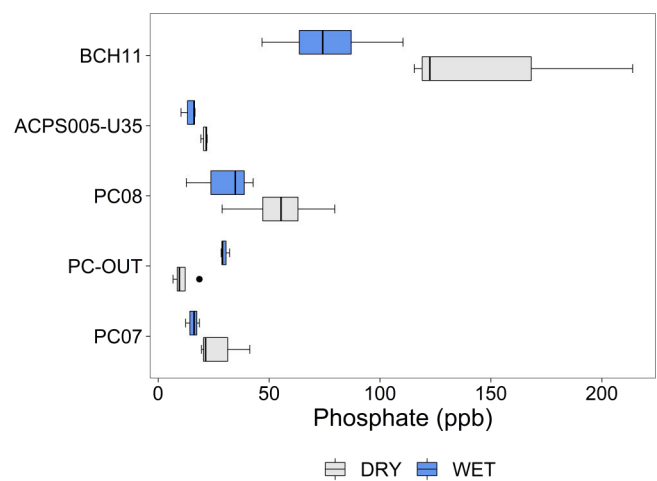 BCH11
ACPS005-U35
PC08
PC-OUT
PC07
0 50 100 150 200
Phosphate (ppb)
DRY WET